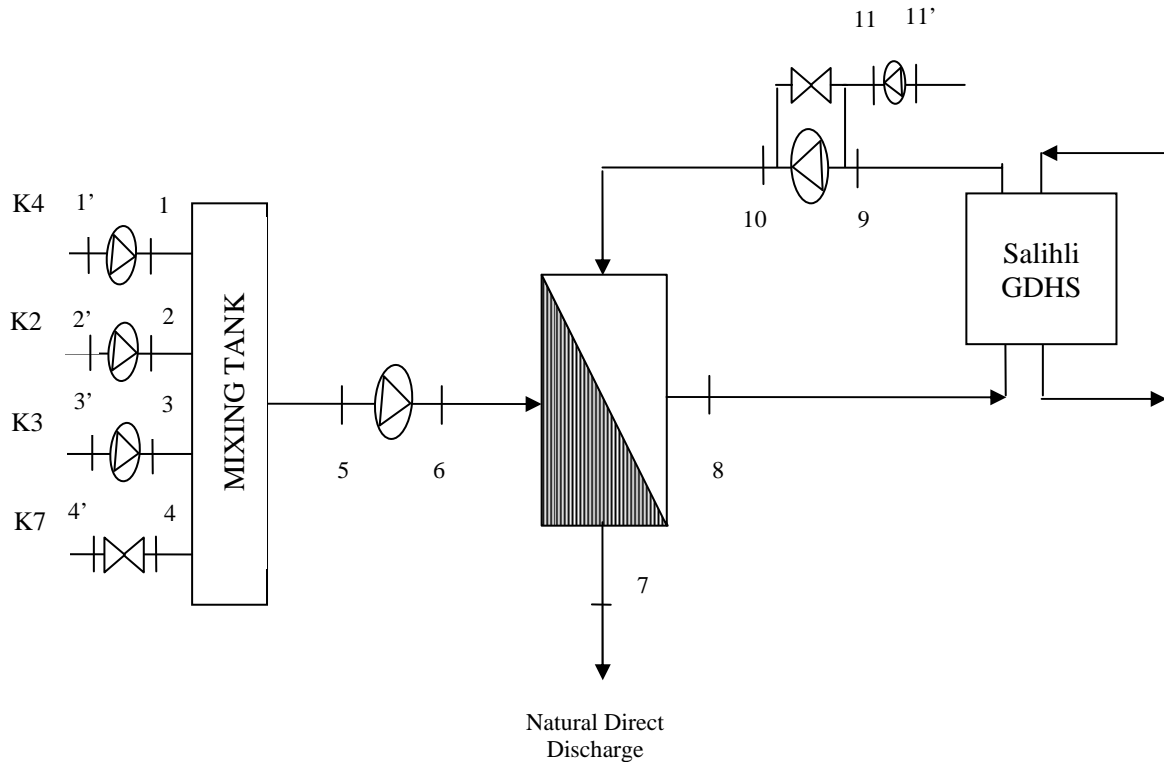 11 11’
K4 1’ 1
10 9
Salihli
GDHS
K2 2’ 2
MIXING TANK
K3 3’ 3
5 6 8
K7 4’ 4
7
Natural Direct
Discharge